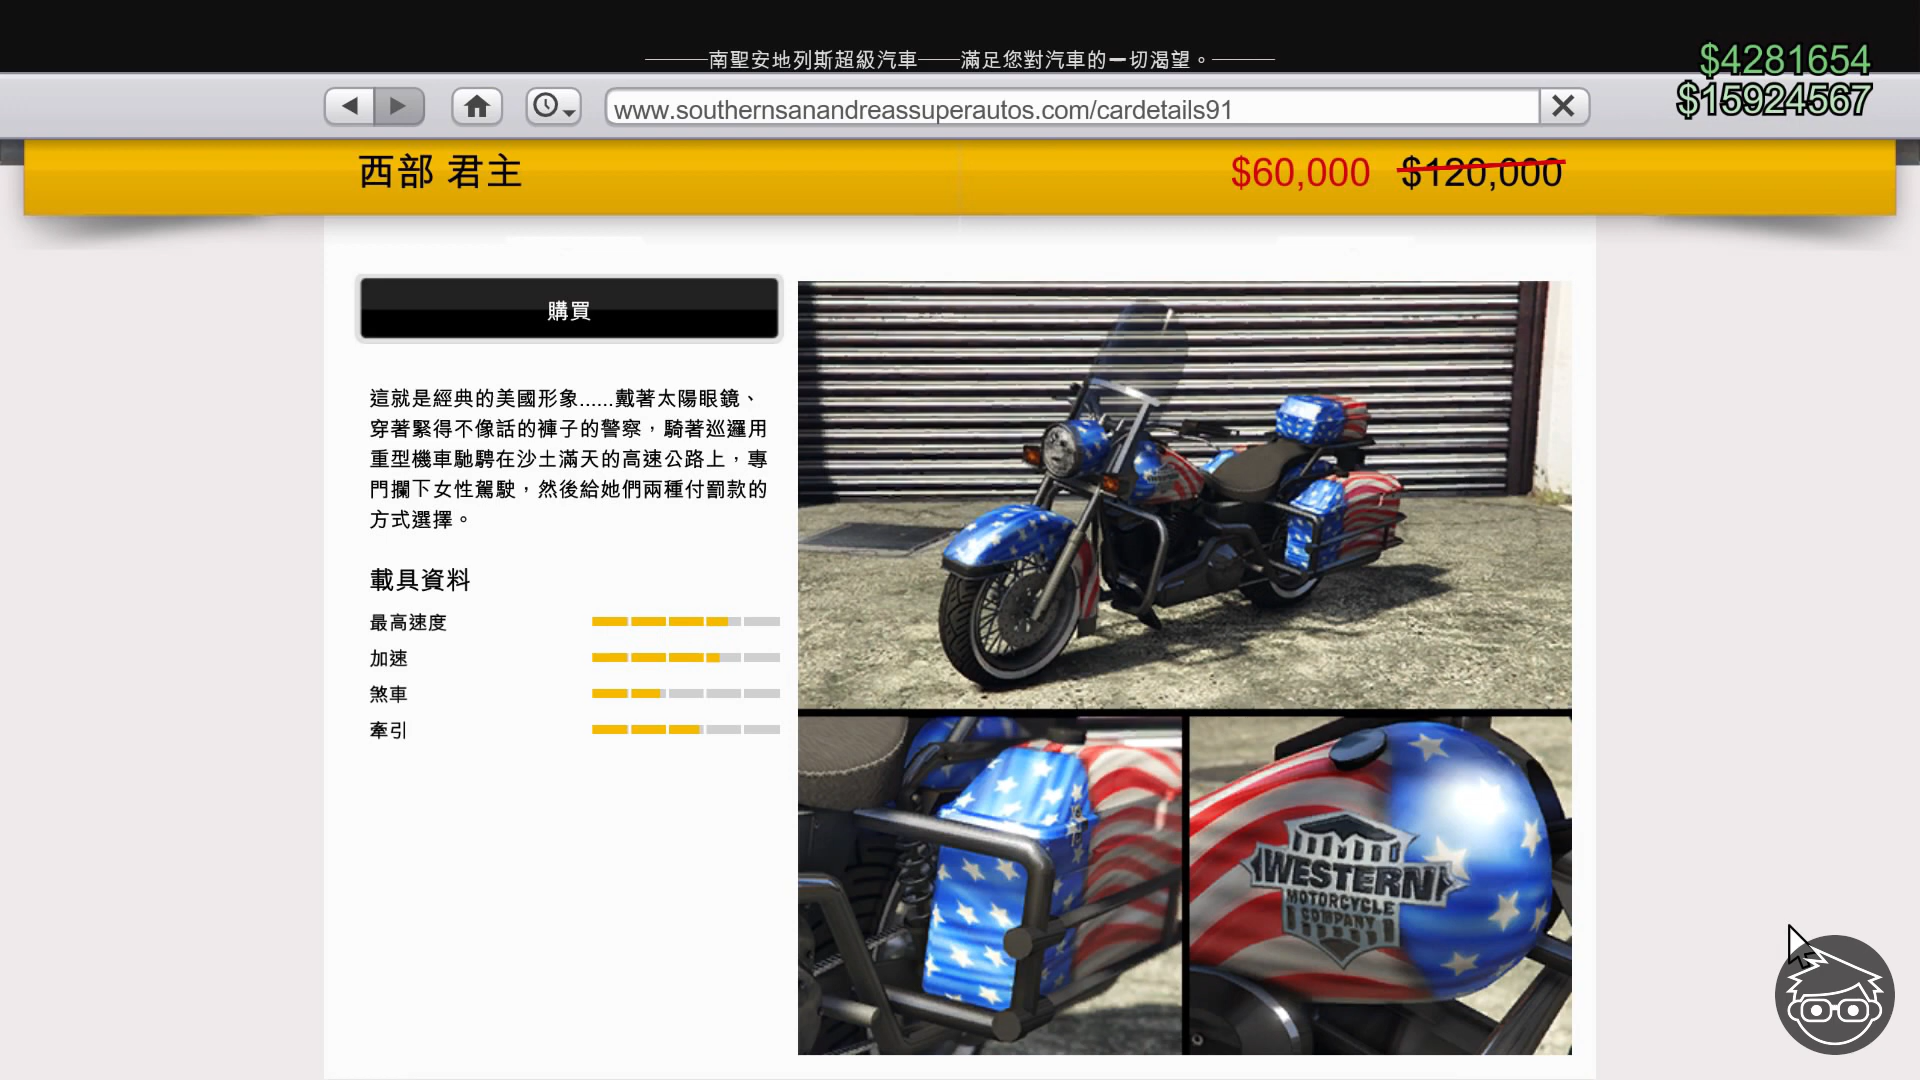 南聖安地列斯超級汽車——滿足您對汽車的一切渴望。
$4281654
www.southernsanandreassuperautos.com/cardetails91
$15924567
西部 君主
$60,000 $120,000
購買
這就是經典的美國形象......戴著太陽眼鏡、
穿著緊得不像話的褲子的警察，騎著巡邏用
重型機車馳騁在沙土滿天的高速公路上，專
門攔下女性駕駛，然後給她們兩種付罰款的
方式選擇。
載具資料
最高速度
加速
煞車
牽引
WESTERN
MOTORCYCLE
COMPANY